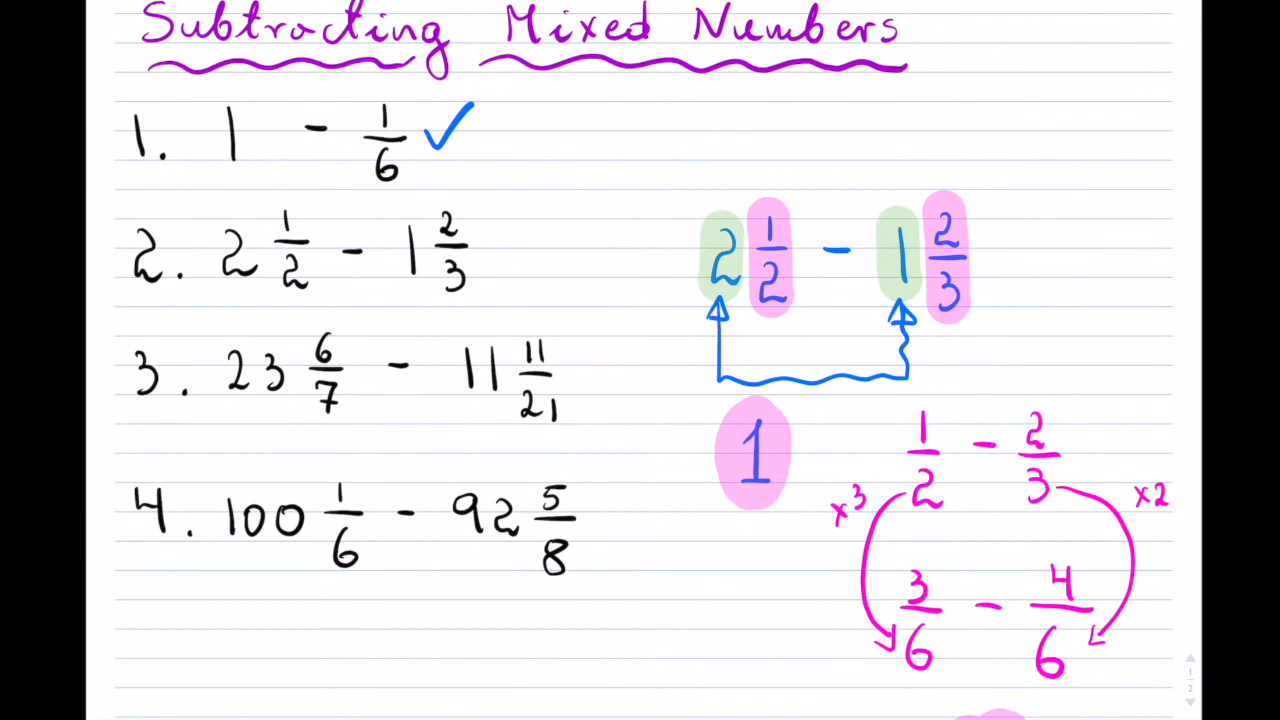 Subtracting Mixed Numbers
1. 1 - 1/6 ✓
2. 2 1/2 - 1 2/3
3. 23 6/7 - 11 11/21
4. 100 1/6 - 92 5/8
2 1/2 - 1 2/3
1
1/2 - 2/3
x3 x2
3/6 - 4/6
1/2